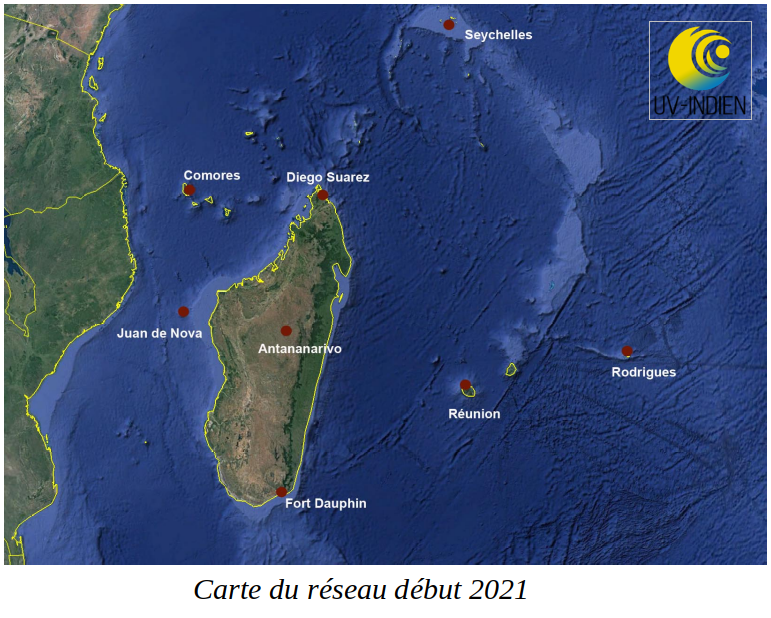 Seychelles
UV-INDIEN
Comores
Diego Suarez
Juan de Nova
Antananarivo
Rodrigues
Réunion
Fort Dauphin
Carte du réseau début 2021